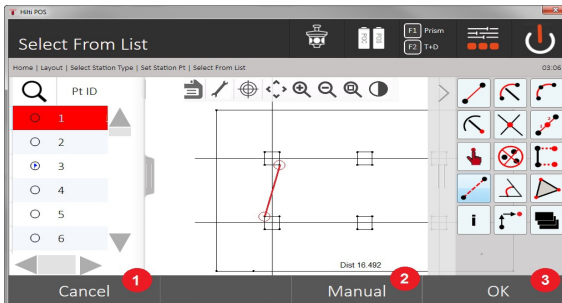 Hilti POS
Select From List
F1 Prism
F2 T+D
Home | Layout | Select Station Type | Set Station Pt | Select From List
03:06
Pt ID
1
2
3
4
5
6
Dist 16.492
Cancel 1
Manual 2
OK 3